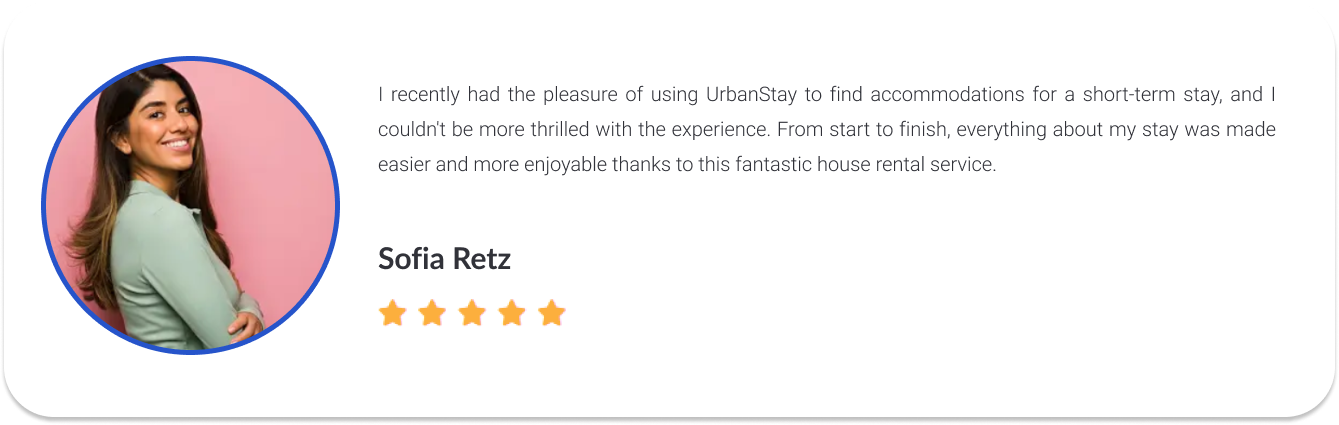 I recently had the pleasure of using UrbanStay to find accommodations for a short-term stay, and I
couldn't be more thrilled with the experience. From start to finish, everything about my stay was made
easier and more enjoyable thanks to this fantastic house rental service.
Sofia Retz